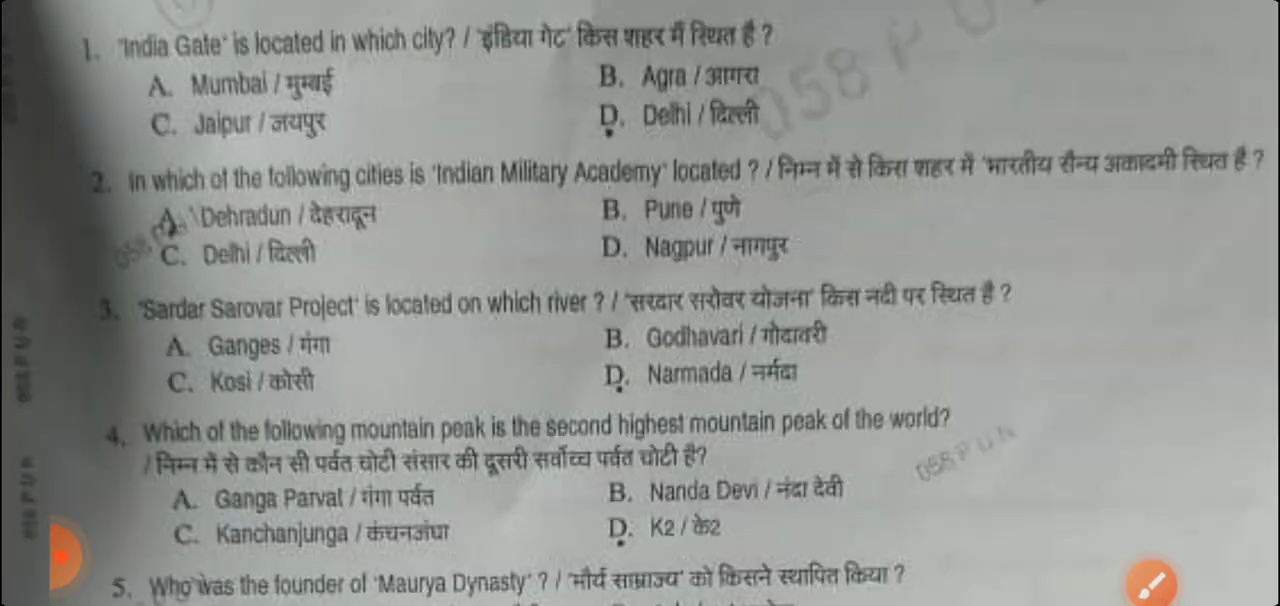 1. 'India Gate' is located in which city? / 'इंडिया गेट' किस शहर में स्थित है ?
A. Mumbai / मुम्बई
B. Agra / आगरा
C. Jaipur / जयपुर
D. Delhi / दिल्ली
2. In which of the following cities is 'Indian Military Academy' located ? / निम्न में से किस शहर में 'भारतीय सैन्य अकादमी स्थित है ?
A. Dehradun / देहरादून
B. Pune / पुणे
C. Delhi / दिल्ली
D. Nagpur / नागपुर
3. 'Sardar Sarovar Project' is located on which river ? / 'सरदार सरोवर योजना' किस नदी पर स्थित है ?
A. Ganges / गंगा
B. Godhavari / गोदावरी
C. Kosi / कोसी
D. Narmada / नर्मदा
4. Which of the following mountain peak is the second highest mountain peak of the world?
/ निम्न में से कौन सी पर्वत चोटी संसार की दूसरी सर्वोच्च पर्वत चोटी है?
A. Ganga Parvat / गंगा पर्वत
B. Nanda Devi / नंदा देवी
C. Kanchanjunga / कंचनजंघा
D. K2 / के2
5. Who was the founder of 'Maurya Dynasty' ? / 'मौर्य साम्राज्य' को किसने स्थापित किया ?
058 P U
058 P U N